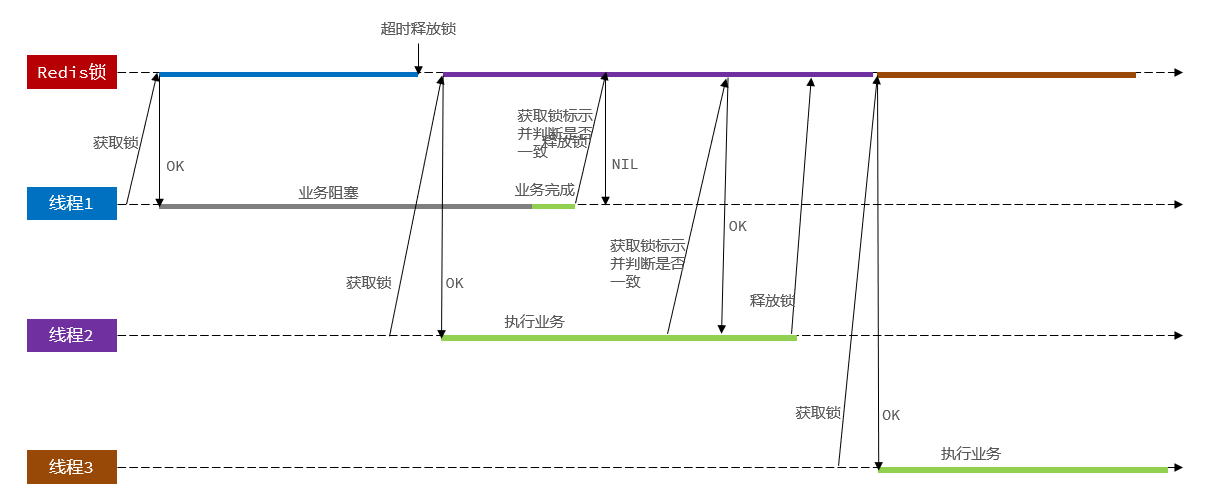 超时释放锁
Redis锁
获取锁
OK
获取锁标示
并判断是否
一致
释放锁
NIL
线程1
业务阻塞
业务完成
获取锁
OK
获取锁标示
并判断是否
一致
OK
释放锁
线程2
执行业务
获取锁
OK
线程3
执行业务